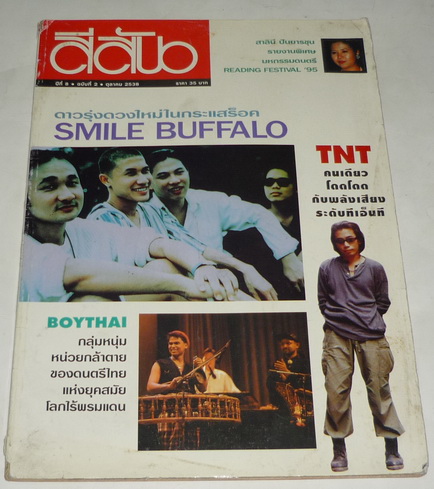 สีสัน
ปีที่ 8 • ฉบับที่ 2 • ตุลาคม 2538 ราคา 35 บาท
สาลินี ปันยารชุน
รายงานพิเศษ
มหกรรมดนตรี
READING FESTIVAL '95
ดาวรุ่งดวงใหม่ในกระแสร็อค
SMILE BUFFALO
TNT
คนเดียว
โดดโดด
กับพลังเสียง
ระดับทีเอ็นที
BOYTHAI
กลุ่มหนุ่ม
หน่วยกล้าตาย
ของดนตรีไทย
แห่งยุคสมัย
โลกไร้พรมแดน